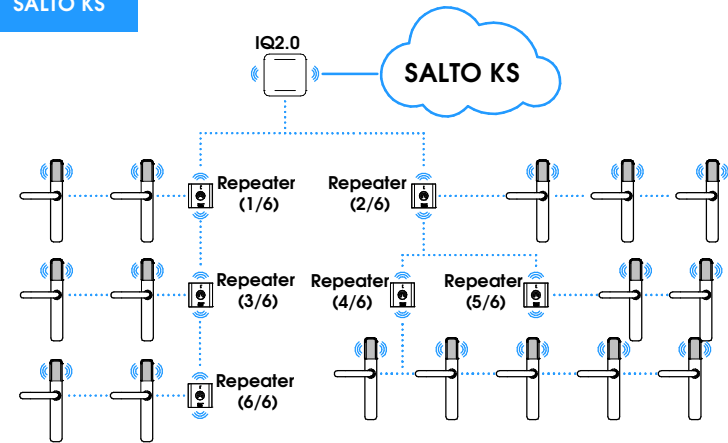 SALTO KS
IQ2.0
SALTO KS
Repeater
(1/6)
Repeater
(2/6)
Repeater
(3/6)
Repeater
(4/6)
Repeater
(5/6)
Repeater
(6/6)